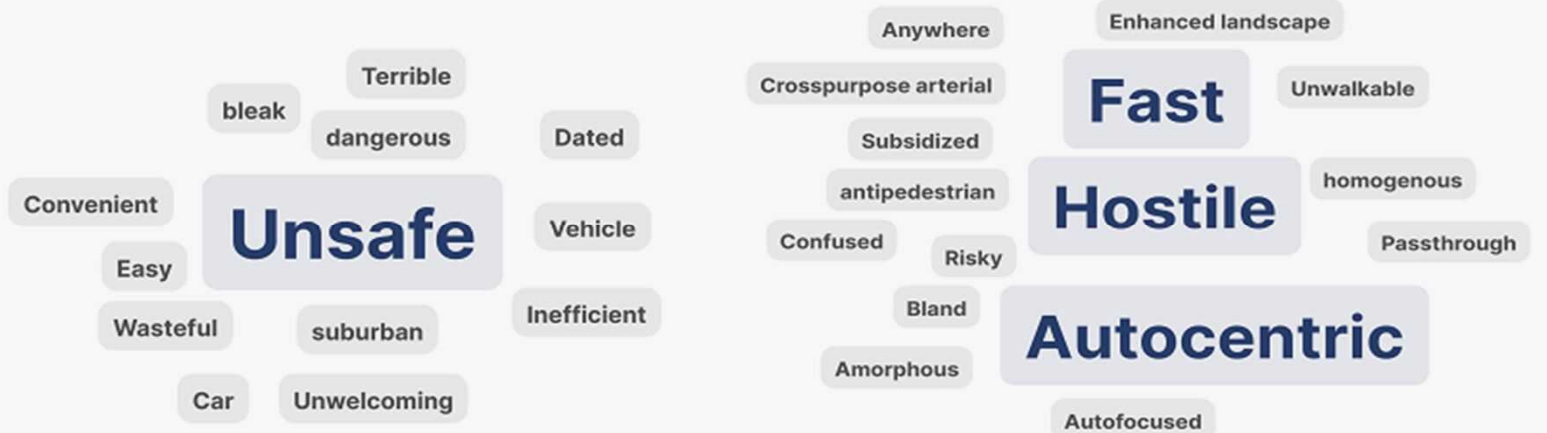 Terrible
bleak
dangerous
Dated
Convenient
Unsafe
Vehicle
Easy
Wasteful
suburban
Inefficient
Car
Unwelcoming
Anywhere
Enhanced landscape
Crosspurpose arterial
Fast
Unwalkable
Subsidized
antipedestrian
Hostile
homogenous
Confused
Risky
Passthrough
Bland
Autocentric
Amorphous
Autofocused